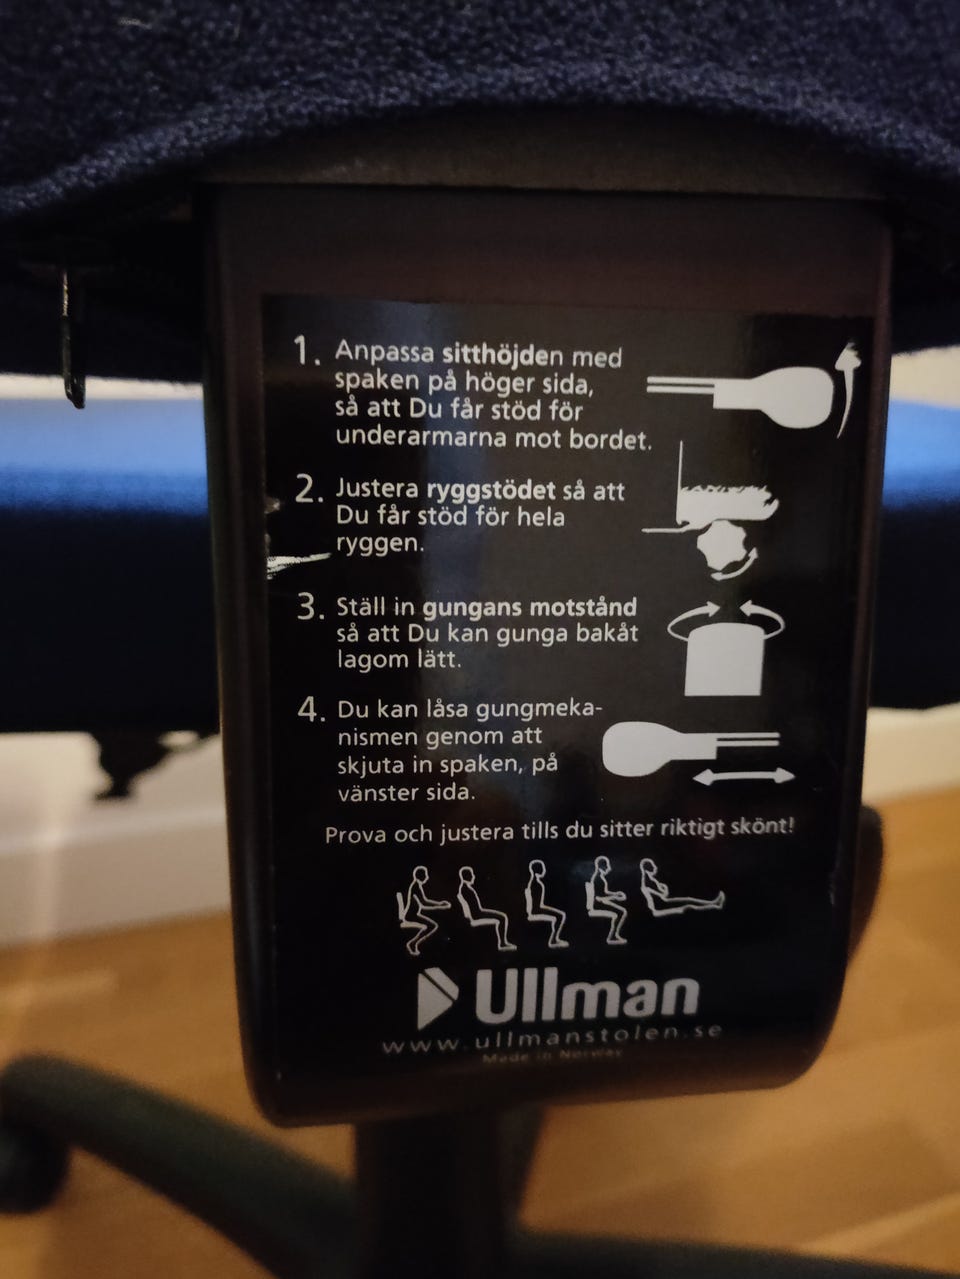 1. Anpassa sitthöjden med
spaken på höger sida,
så att Du får stöd för
underarmarna mot bordet.
2. Justera ryggstödet så att
Du får stöd för hela
ryggen.
3. Ställ in gungans motstånd
så att Du kan gunga bakåt
lagom lätt.
4. Du kan låsa gungmeka-
nismen genom att
skjuta in spaken, på
vänster sida.
Prova och justera tills du sitter riktigt skönt!
Ullman
www.ullmanstolen.se
Made in Norway